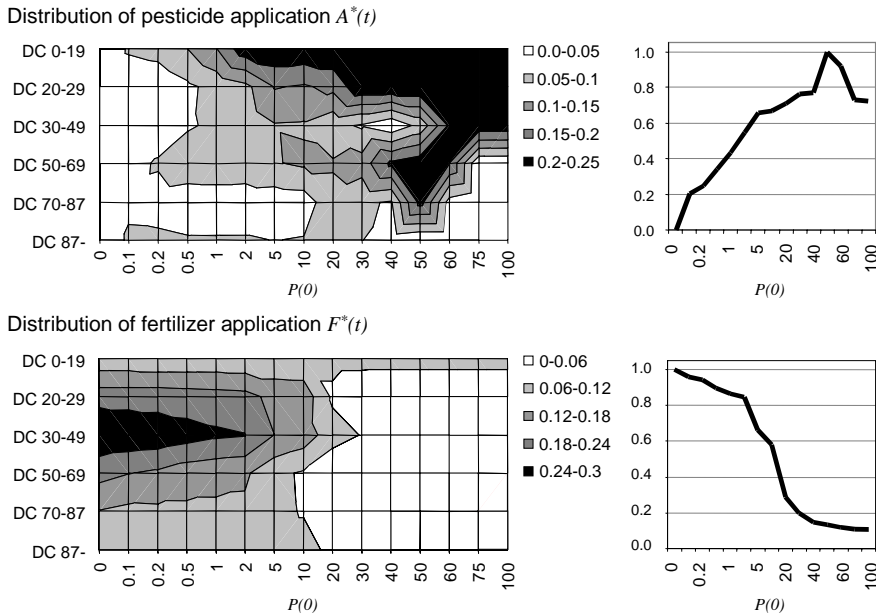 Distribution of pesticide application A*(t)
DC 0-19
DC 20-29
DC 30-49
DC 50-69
DC 70-87
DC 87-
0 0.1 0.2 0.5 1 2 5 10 20 30 40 50 60 75 100
P(0)
0.0-0.05
0.05-0.1
0.1-0.15
0.15-0.2
0.2-0.25
1.0
0.8
0.6
0.4
0.2
0.0
0 0.2 1 5 20 40 60 100
P(0)
Distribution of fertilizer application F*(t)
DC 0-19
DC 20-29
DC 30-49
DC 50-69
DC 70-87
DC 87-
0 0.1 0.2 0.5 1 2 5 10 20 30 40 50 60 75 100
P(0)
0-0.06
0.06-0.12
0.12-0.18
0.18-0.24
0.24-0.3
1.0
0.8
0.6
0.4
0.2
0.0
0 0.2 1 5 20 40 60 100
P(0)